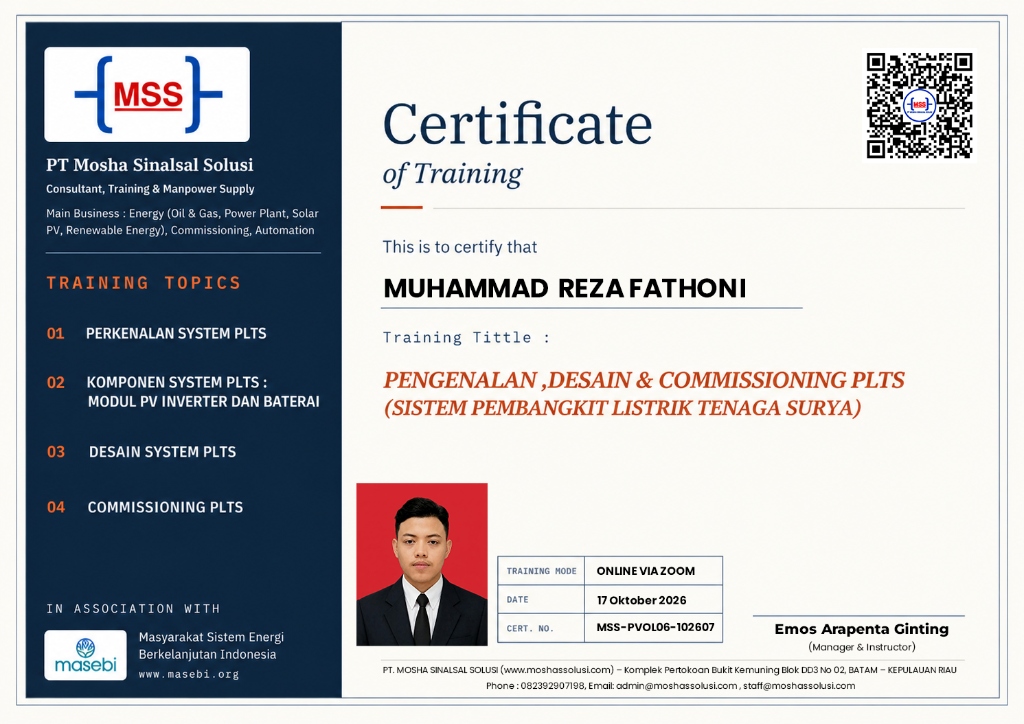 {MSS}
PT Mosha Sinalsal Solusi
Consultant, Training & Manpower Supply
Main Business : Energy (Oil & Gas, Power Plant, Solar
PV, Renewable Energy), Commissioning, Automation
TRAINING TOPICS
01 PERKENALAN SYSTEM PLTS
02 KOMPONEN SYSTEM PLTS :
MODUL PV INVERTER DAN BATERAI
03 DESAIN SYSTEM PLTS
04 COMMISSIONING PLTS
IN ASSOCIATION WITH
masebi
Masyarakat Sistem Energi
Berkelanjutan Indonesia
www.masebi.org
Certificate
of Training
MSS
This is to certify that
MUHAMMAD REZA FATHONI
Training Tittle :
PENGENALAN ,DESAIN & COMMISSIONING PLTS
(SISTEM PEMBANGKIT LISTRIK TENAGA SURYA)
TRAINING MODE ONLINE VIA ZOOM
DATE 17 Oktober 2026
CERT. NO. MSS-PVOL06-102607
Emos Arapenta Ginting
(Manager & Instructor)
PT. MOSHA SINALSAL SOLUSI (www.moshassolusi.com) – Komplek Pertokoan Bukit Kemuning Blok DD3 No 02, BATAM – KEPULAUAN RIAU
Phone : 082392907198, Email: admin@moshassolusi.com , staff@moshassolusi.com